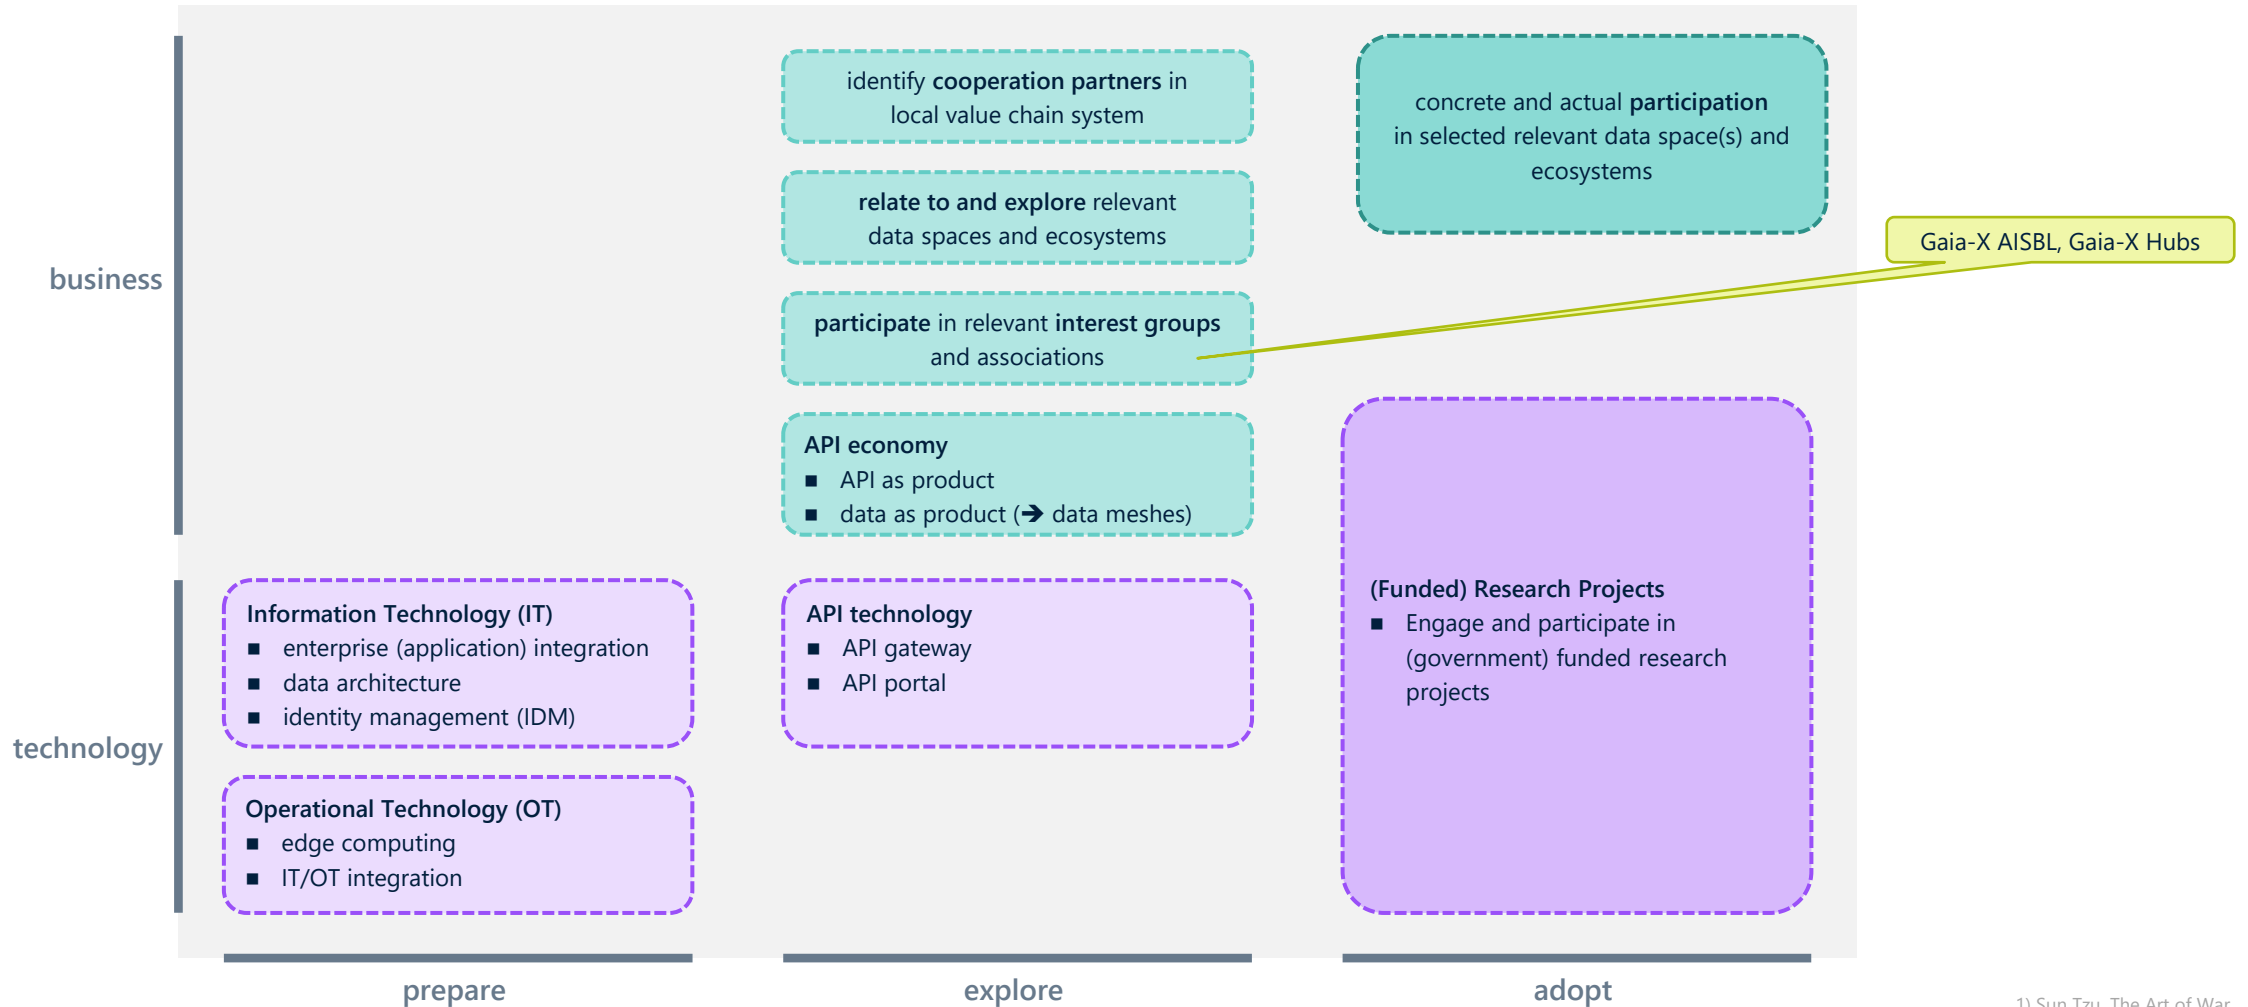 business
identify cooperation partners in
local value chain system
relate to and explore relevant
data spaces and ecosystems
participate in relevant interest groups
and associations
API economy
■ API as product
■ data as product (➔ data meshes)
concrete and actual participation
in selected relevant data space(s) and
ecosystems
Gaia-X AISBL, Gaia-X Hubs
technology
Information Technology (IT)
■ enterprise (application) integration
■ data architecture
■ identity management (IDM)
Operational Technology (OT)
■ edge computing
■ IT/OT integration
API technology
■ API gateway
■ API portal
(Funded) Research Projects
■ Engage and participate in
(government) funded research
projects
prepare
explore
adopt
1) Sun Tzu, The Art of War